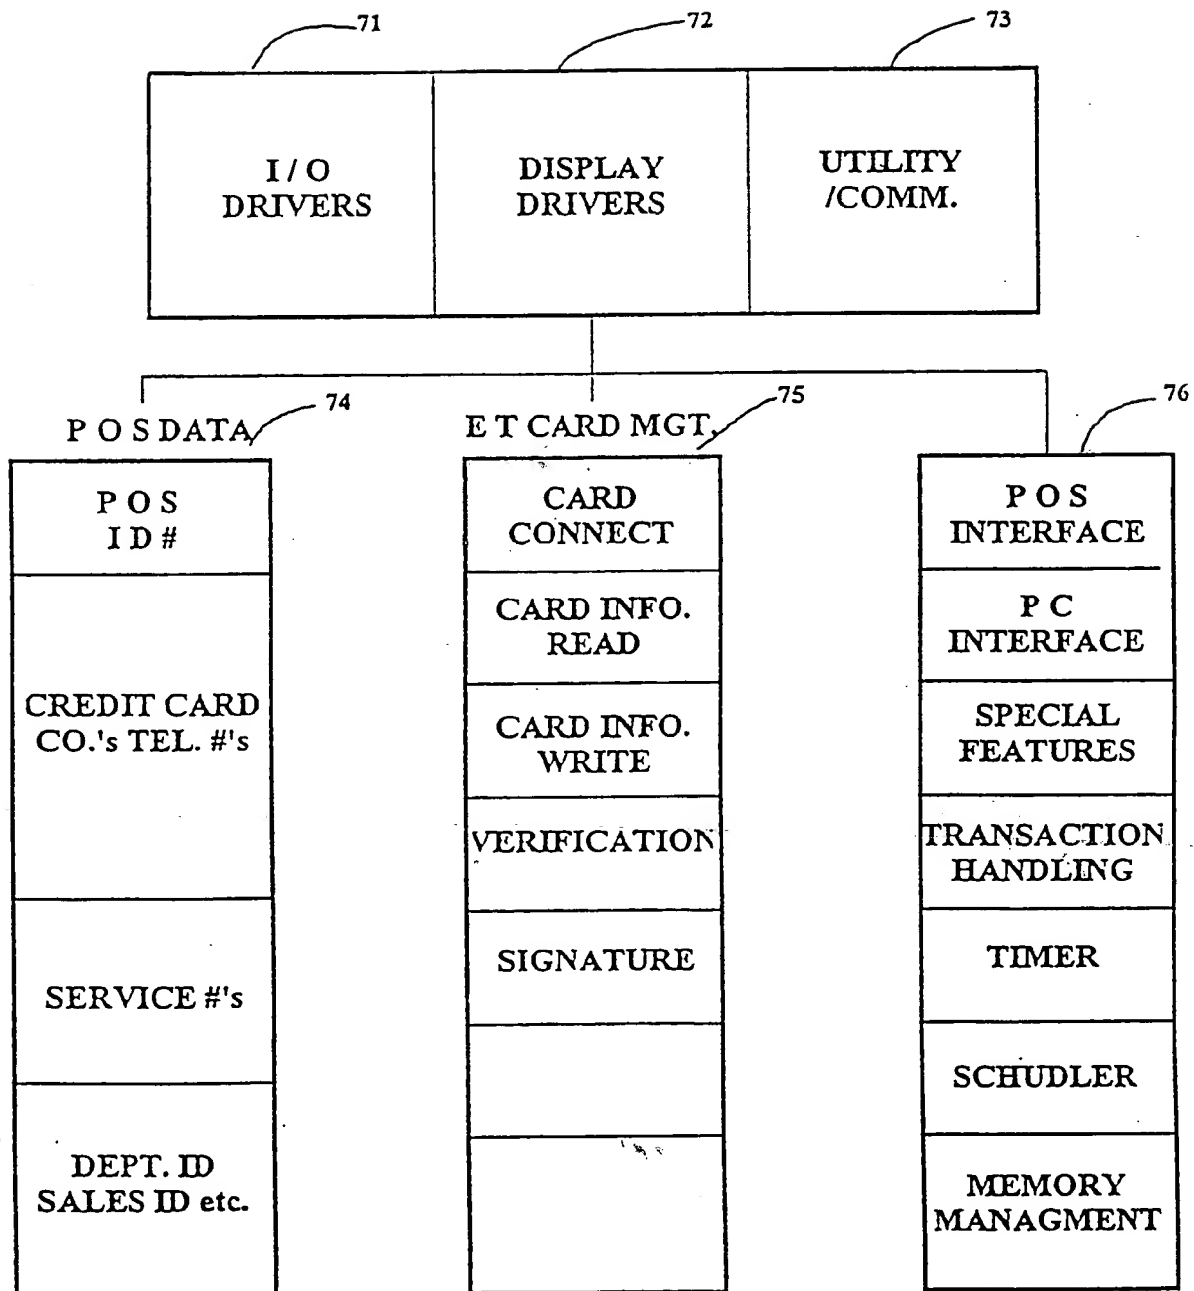 71
72
73
I / O
DRIVERS
DISPLAY
DRIVERS
UTILITY
/COMM.
P O S DATA
74
P O S
I D #
CREDIT CARD
CO.'s TEL. #'s
SERVICE #'s
DEPT. ID
SALES ID etc.
E T CARD MGT.
75
CARD
CONNECT
CARD INFO.
READ
CARD INFO.
WRITE
VERIFICATION
SIGNATURE
76
P O S
INTERFACE
P C
INTERFACE
SPECIAL
FEATURES
TRANSACTION
HANDLING
TIMER
SCHUDLER
MEMORY
MANAGMENT